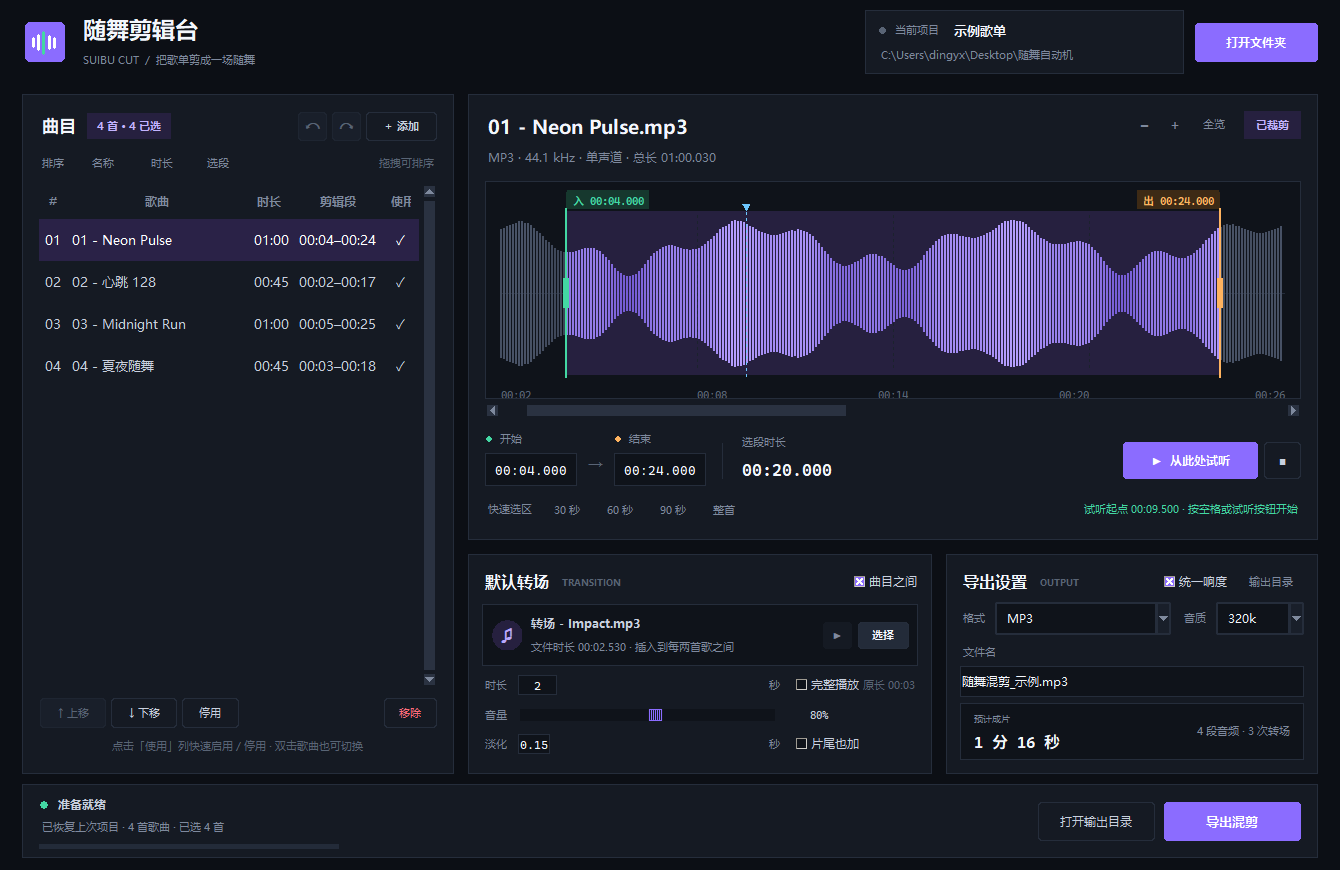 随舞剪辑台
SUIBU CUT / 把歌单剪成一场随舞
当前项目 示例歌单
C:\Users\dingyx\Desktop\随舞自动机
打开文件夹
曲目 4 首 • 4 已选
+ 添加
排序 名称 时长 选段 拖拽可排序
# 歌曲 时长 剪辑段 使用
01 01 - Neon Pulse 01:00 00:04–00:24 ✓
02 02 - 心跳 128 00:45 00:02–00:17 ✓
03 03 - Midnight Run 01:00 00:05–00:25 ✓
04 04 - 夏夜随舞 00:45 00:03–00:18 ✓
↑ 上移 ↓ 下移 停用 移除
点击「使用」列快速启用 / 停用 · 双击歌曲也可切换
01 - Neon Pulse.mp3
− + 全览 已裁剪
MP3 · 44.1 kHz · 单声道 · 总长 01:00.030
入 00:04.000 出 00:24.000
00:02 00:08 00:14 00:20 00:26
开始 结束 选段时长
00:04.000 → 00:24.000 00:20.000
▶ 从此处试听 ■
快速选区 30 秒 60 秒 90 秒 整首
试听起点 00:09.500 · 按空格或试听按钮开始
默认转场 TRANSITION 曲目之间
转场 - Impact.mp3
文件时长 00:02.530 · 插入到每两首歌之间
▶ 选择
时长 2 秒 完整播放 原长 00:03
音量 80%
淡化 0.15 秒 片尾也加
导出设置 OUTPUT 统一响度 输出目录
格式 MP3 音质 320k
文件名
随舞混剪_示例.mp3
预计成片
1 分 16 秒
4 段音频 · 3 次转场
准备就绪
已恢复上次项目 · 4 首歌曲 · 已选 4 首
打开输出目录 导出混剪